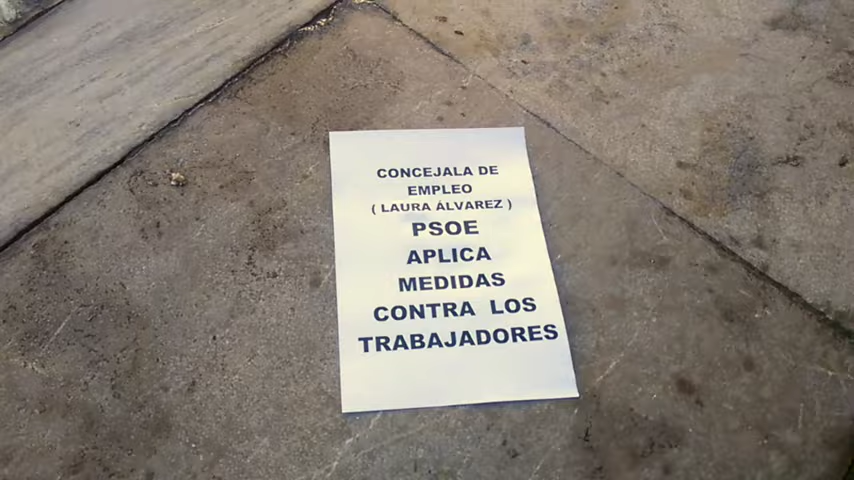 CONCEJALA DE
EMPLEO
( LAURA ÁLVAREZ )
PSOE
APLICA
MEDIDAS
CONTRA LOS
TRABAJADORES